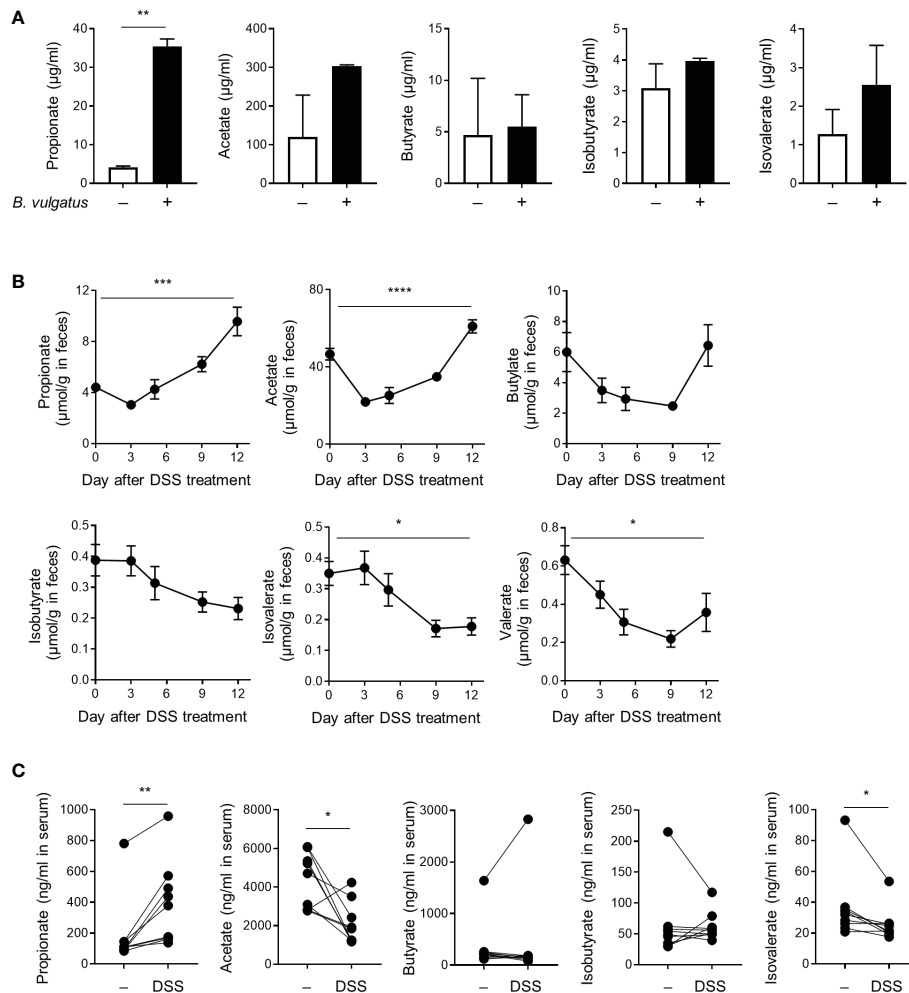 A
**
Propionate (µg/ml)
40
30
20
10
0
Acetate (µg/ml)
400
300
200
100
0
Butyrate (µg/ml)
15
10
5
0
Isobutyrate (µg/ml)
5
4
3
2
1
0
Isovalerate (µg/ml)
4
3
2
1
0
B. vulgatus
– +
– +
– +
– +
– +
B
***
Propionate
(µmol/g in feces)
12
8
4
0
0 3 6 9 12
Day after DSS treatment
****
Acetate
(µmol/g in feces)
80
40
0
0 3 6 9 12
Day after DSS treatment
Butylate
(µmol/g in feces)
10
8
6
4
2
0
0 3 6 9 12
Day after DSS treatment
Isobutyrate
(µmol/g in feces)
0.5
0.4
0.3
0.2
0.1
0.0
0 3 6 9 12
Day after DSS treatment
*
Isovalerate
(µmol/g in feces)
0.5
0.4
0.3
0.2
0.1
0.0
0 3 6 9 12
Day after DSS treatment
*
Valerate
(µmol/g in feces)
0.8
0.6
0.4
0.2
0.0
0 3 6 9 12
Day after DSS treatment
C
**
Propionate (ng/ml in serum)
1000
800
600
400
200
0
– DSS
*
Acetate (ng/ml in serum)
8000
6000
4000
2000
0
– DSS
Butyrate (ng/ml in serum)
3000
2000
1000
0
– DSS
Isobutyrate (ng/ml in serum)
250
200
150
100
50
0
– DSS
*
Isovalerate (ng/ml in serum)
100
80
60
40
20
0
– DSS